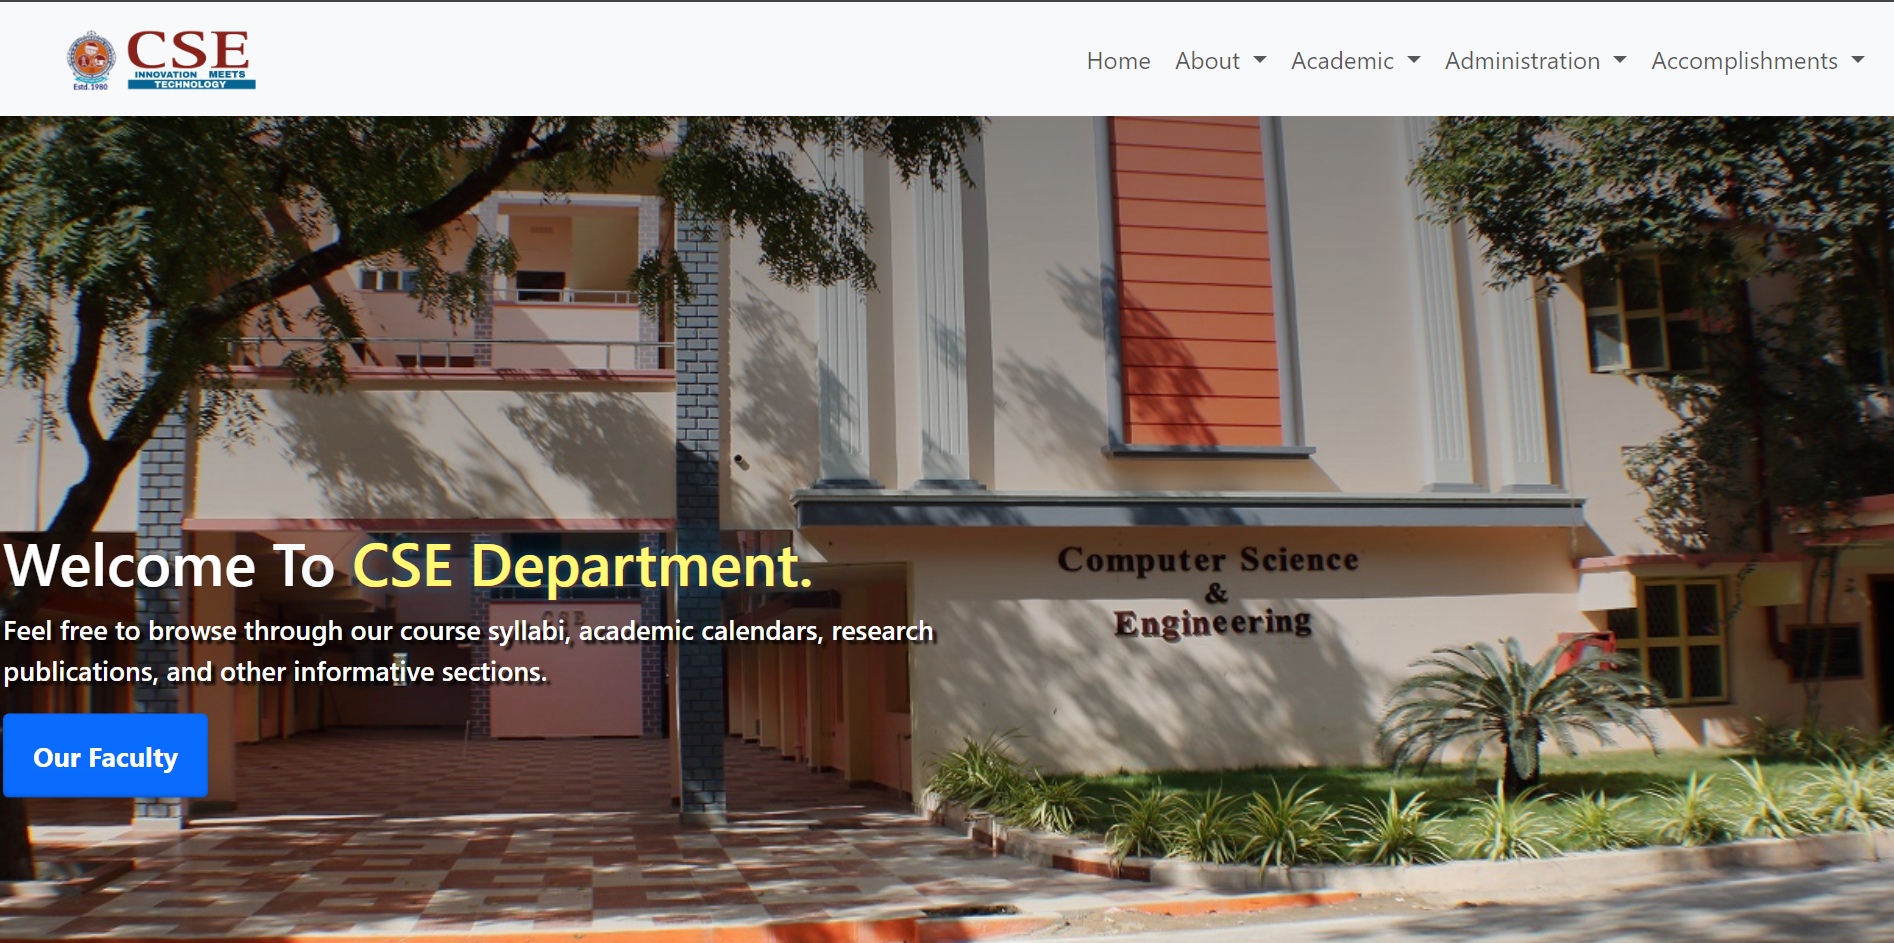 CSE
INNOVATION MEETS
TECHNOLOGY
Estd. 1980
Home About Academic Administration Accomplishments
Computer Science
&
Engineering
CSE
Welcome To CSE Department.
Feel free to browse through our course syllabi, academic calendars, research
publications, and other informative sections.
Our Faculty